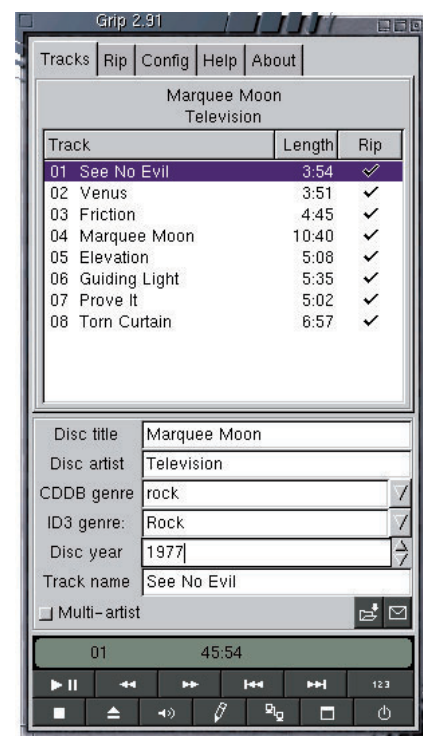 Grip 2.91
Tracks Rip Config Help About
Marquee Moon
Television
Track Length Rip
01 See No Evil 3:54
02 Venus 3:51
03 Friction 4:45
04 Marquee Moon 10:40
05 Elevation 5:08
06 Guiding Light 5:35
07 Prove It 5:02
08 Torn Curtain 6:57
Disc title Marquee Moon
Disc artist Television
CDDB genre rock
ID3 genre: Rock
Disc year 1977
Track name See No Evil
Multi-artist
01 45:54
123